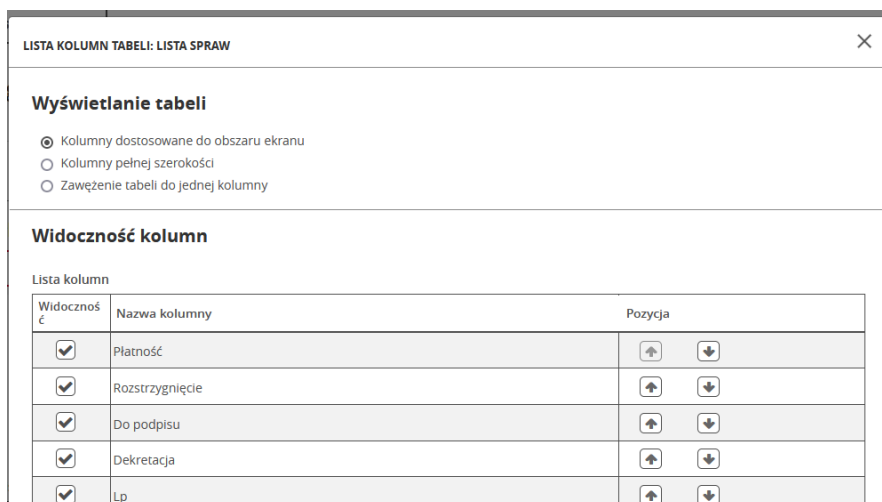 LISTA KOLUMN TABELI: LISTA SPRAW
Wyświetlanie tabeli
Kolumny dostosowane do obszaru ekranu
Kolumny pełnej szerokości
Zawężenie tabeli do jednej kolumny
Widoczność kolumn
Lista kolumn
Widocznoś
ć
Nazwa kolumny
Pozycja
Płatność
Rozstrzygnięcie
Do podpisu
Dekretacja
Lp